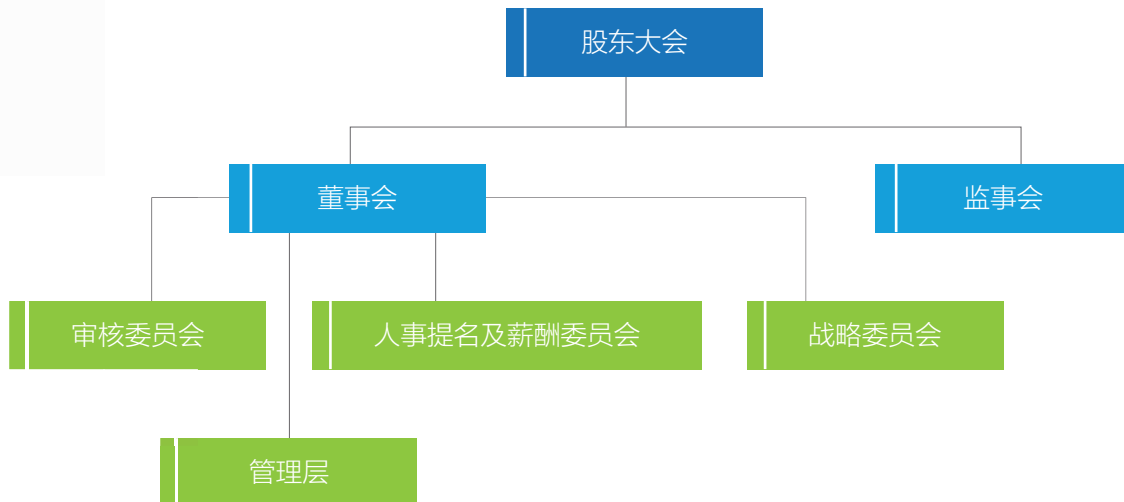 股东大会
董事会
监事会
审核委员会
人事提名及薪酬委员会
战略委员会
管理层